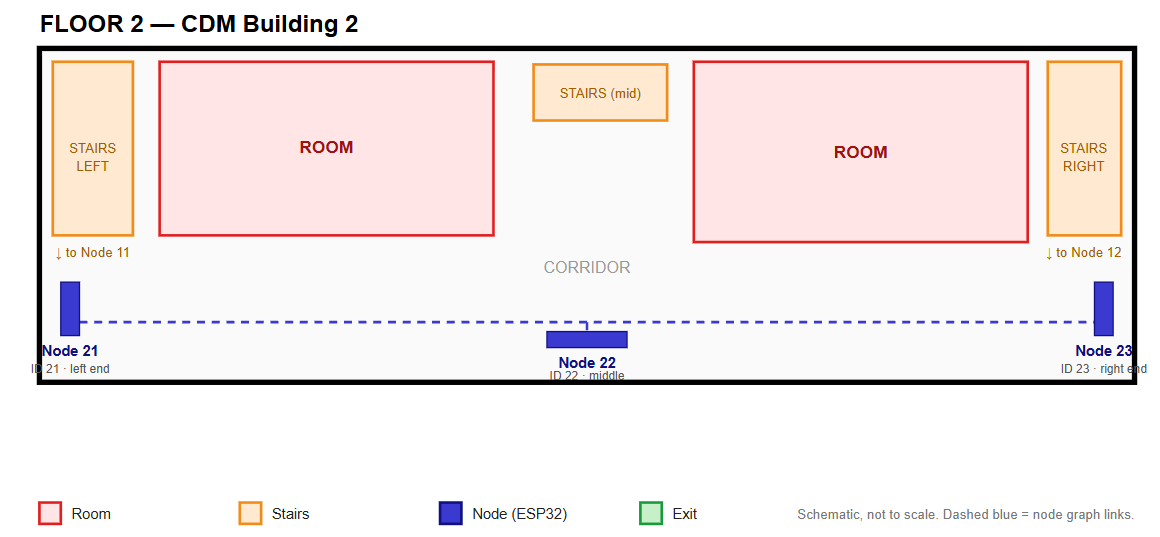 FLOOR 2 — CDM Building 2
STAIRS (mid)
ROOM
ROOM
STAIRS
LEFT
STAIRS
RIGHT
↓ to Node 11
↓ to Node 12
CORRIDOR
Node 21
ID 21 · left end
Node 22
ID 22 · middle
Node 23
ID 23 · right end
Room
Stairs
Node (ESP32)
Exit
Schematic, not to scale. Dashed blue = node graph links.